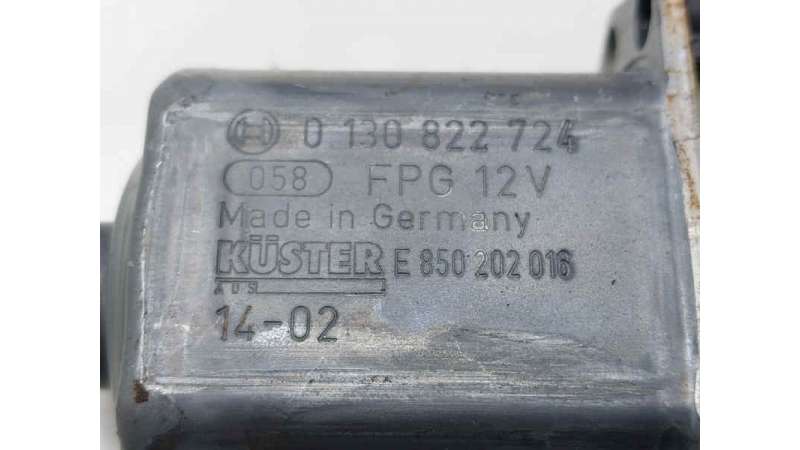 0 130 822 724
058 FPG 12V
Made in Germany
KÜSTER E 850 202 016
14-02